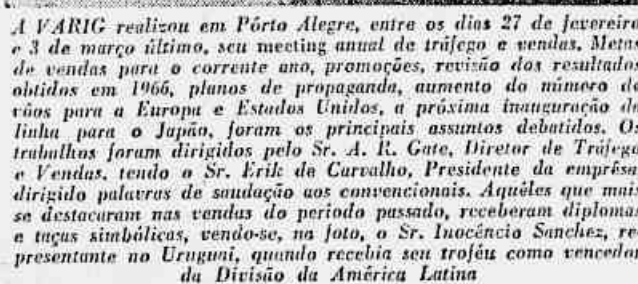 A VARIG realizou em Pôrto Alegre, entre os dias 27 de fevereiro
e 3 de março último, seu meeting anual de tráfego e vendas. Metas
de vendas para o corrente ano, promoções, revisão dos resultados
obtidos em 1966, planos de propaganda, aumento do número de
vôos para a Europa e Estados Unidos, a próxima inauguração da
linha para o Japão, foram os principais assuntos debatidos. Os
trabalhos foram dirigidos pelo Sr. A. R. Gate, Diretor de Tráfego
e Vendas, tendo o Sr. Erik de Carvalho, Presidente da emprêsa,
dirigido palavras de saudação aos convencionais. Aquêles que mais
se destacaram nas vendas do período passado, receberam diplomas
e taças simbólicas, vendo-se, na foto, o Sr. Inocêncio Sanchez, re-
presentante no Uruguai, quando recebia seu troféu como vencedor
da Divisão da América Latina